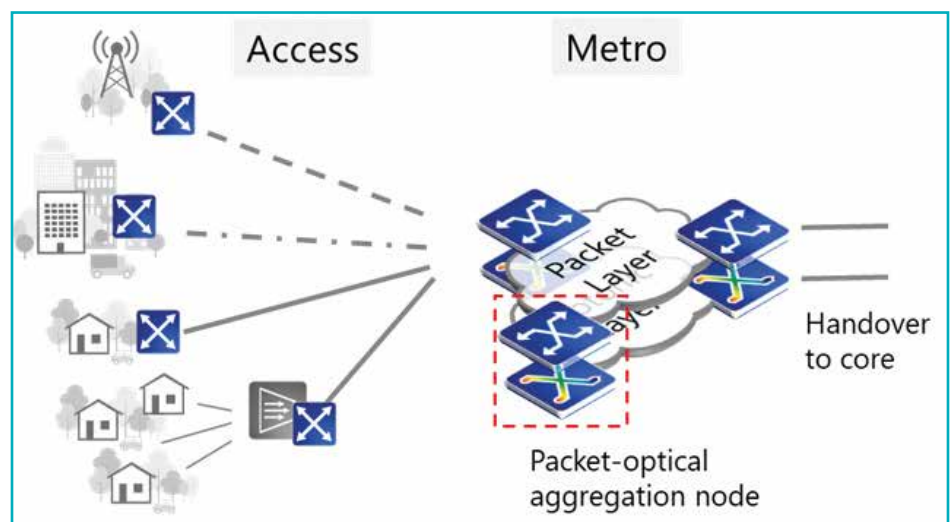 Access
Metro
Packet
Layer
Handover
to core
Packet-optical
aggregation node